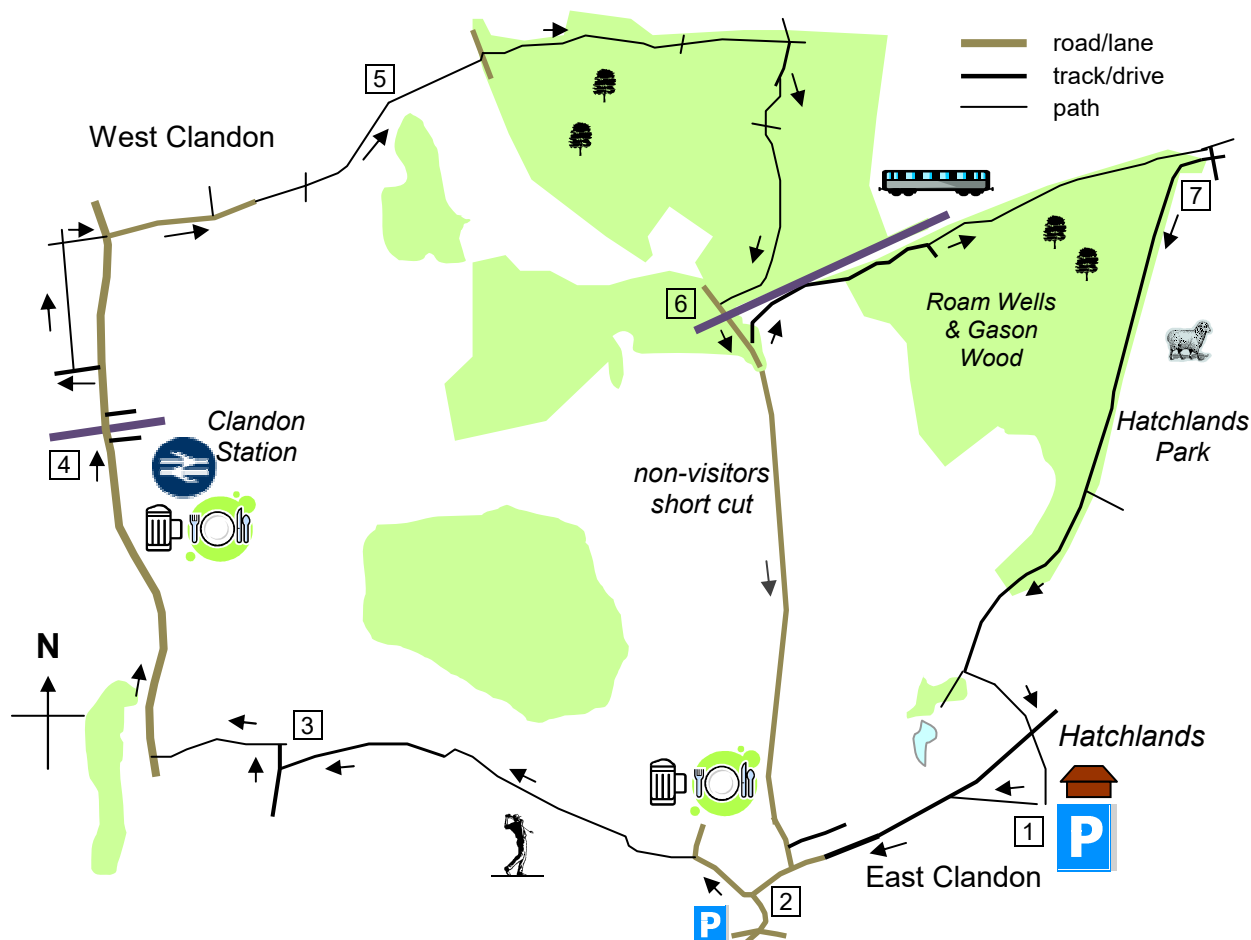 road/lane
track/drive
path
5
West Clandon
7
6
Roam Wells
& Gason
Wood
Clandon
Station
4
Hatchlands
Park
non-visitors
short cut
N
3
Hatchlands
1
P
East Clandon
2
P